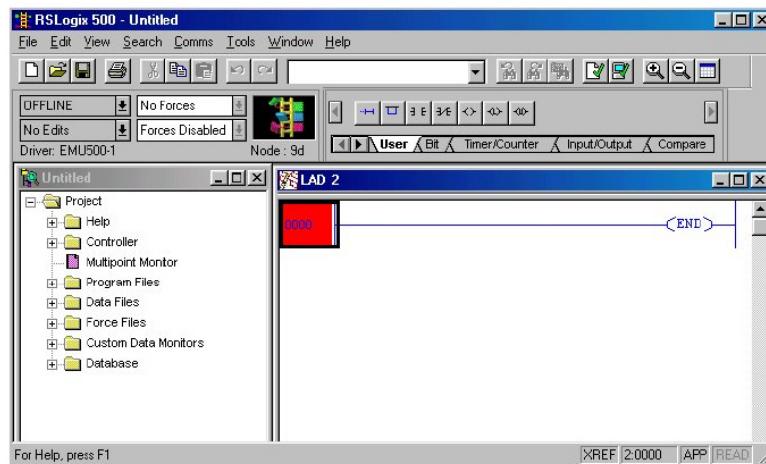 RSLogix 500 - Untitled
File Edit View Search Comms Tools Window Help
OFFLINE
No Forces
No Edits
Forces Disabled
Driver: EMU500-1
Node : 9d
User Bit Timer/Counter Input/Output Compare
Untitled
Project
Help
Controller
Multipoint Monitor
Program Files
Data Files
Force Files
Custom Data Monitors
Database
LAD 2
0000
END
For Help, press F1
XREF 2:0000 APP READ